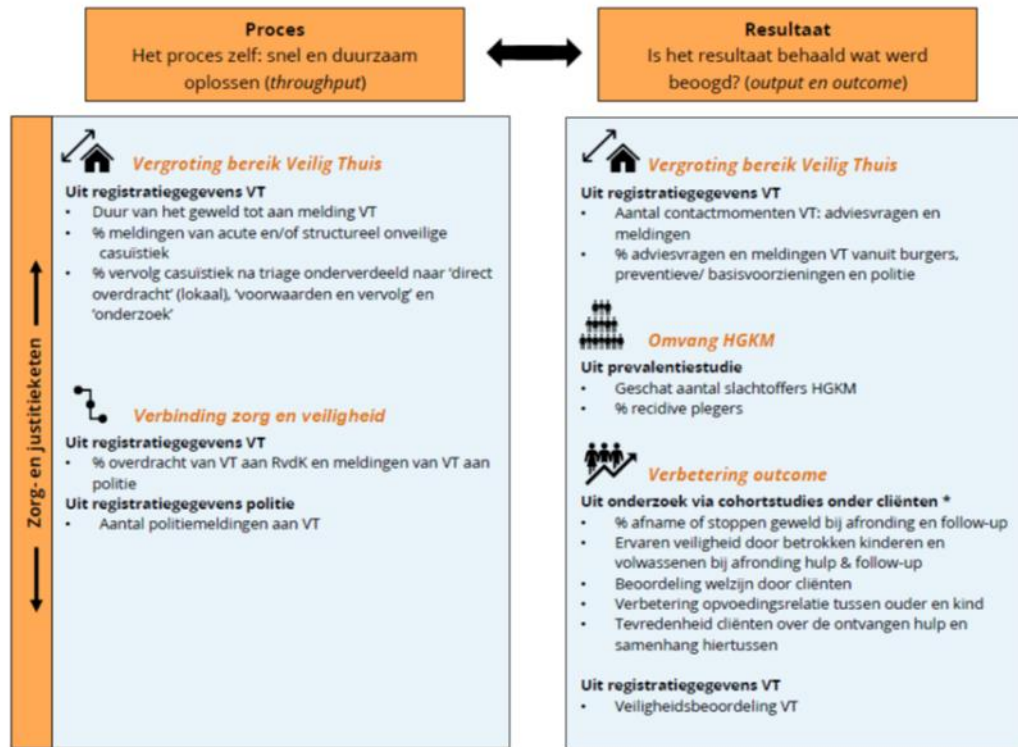 Proces
Het proces zelf: snel en duurzaam
oplossen (throughput)
Resultaat
Is het resultaat behaald wat werd
beoogd? (output en outcome)
Zorg- en justitieketen
Vergroting bereik Veilig Thuis
Uit registratiegegevens VT
• Duur van het geweld tot aan melding VT
• % meldingen van acute en/of structureel onveilige
casuïstiek
• % vervolg casuïstiek na triage onderverdeeld naar 'direct
overdracht' (lokaal), 'voorwaarden en vervolg' en
'onderzoek'
Verbinding zorg en veiligheid
Uit registratiegegevens VT
• % overdracht van VT aan RvdK en meldingen van VT aan
politie
Uit registratiegegevens politie
• Aantal politiemeldingen aan VT
Vergroting bereik Veilig Thuis
Uit registratiegegevens VT
• Aantal contactmomenten VT: adviesvragen en
meldingen
• % adviesvragen en meldingen VT vanuit burgers,
preventieve/ basisvoorzieningen en politie
Omvang HGKM
Uit prevalentiestudie
• Geschat aantal slachtoffers HGKM
• % recidive plegers
Verbetering outcome
Uit onderzoek via cohortstudies onder cliënten *
• % afname of stoppen geweld bij afronding en follow-up
• Ervaren veiligheid door betrokken kinderen en
volwassenen bij afronding hulp & follow-up
• Beoordeling welzijn door cliënten
• Verbetering opvoedingsrelatie tussen ouder en kind
• Tevredenheid cliënten over de ontvangen hulp en
samenhang hiertussen
Uit registratiegegevens VT
• Veiligheidsbeoordeling VT